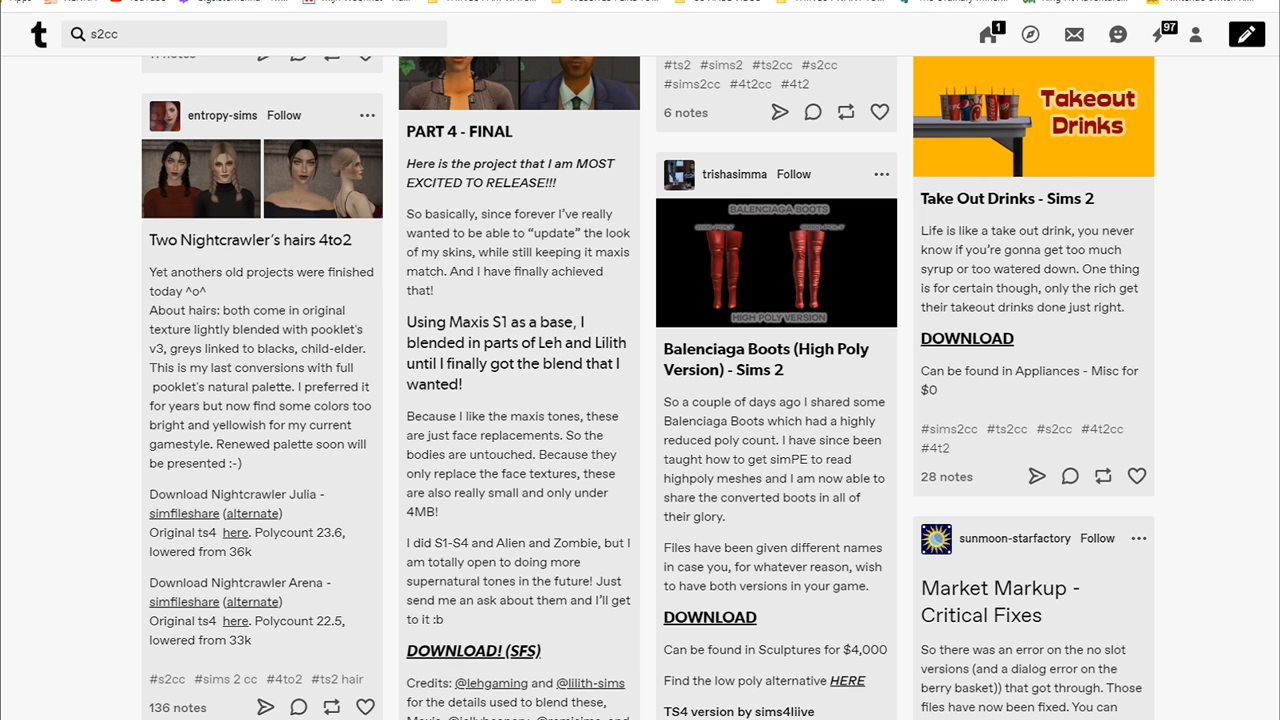 Apps
YouTube
s2cc
1
97
entropy-sims Follow
Two Nightcrawler´s hairs 4to2
Yet anothers old projects were finished
today ^o^
About hairs: both come in original
texture lightly blended with pooklet's
v3, greys linked to blacks, child-elder.
This is my last conversions with full
pooklet's natural palette. I preferred it
for years but now find some colors too
bright and yellowish for my current
gamestyle. Renewed palette soon will
be presented :-)
Download Nightcrawler Julia -
simfileshare (alternate)
Original ts4 here. Polycount 23.6,
lowered from 36k
Download Nightcrawler Arena -
simfileshare (alternate)
Original ts4 here. Polycount 22.5,
lowered from 33k
#s2cc #sims 2 cc #4to2 #ts2 hair
136 notes
PART 4 - FINAL
Here is the project that I am MOST
EXCITED TO RELEASE!!!
So basically, since forever I've really
wanted to be able to “update” the look
of my skins, while still keeping it maxis
match. And I have finally achieved
that!
Using Maxis S1 as a base, I
blended in parts of Leh and Lilith
until I finally got the blend that I
wanted!
Because I like the maxis tones, these
are just face replacements. So the
bodies are untouched. Because they
only replace the face textures, these
are also really small and only under
4MB!
I did S1-S4 and Alien and Zombie, but I
am totally open to doing more
supernatural tones in the future! Just
send me an ask about them and I'll get
to it :b
DOWNLOAD! (SFS)
Credits: @lehgaming and @lilith-sims
for the details used to blend these,
#ts2 #sims2 #ts2cc #s2cc
#sims2cc #4t2cc #4t2
6 notes
trishasimma Follow
BALENCIAGA BOOTS
HIGH POLY VERSION
Balenciaga Boots (High Poly
Version) - Sims 2
So a couple of days ago I shared some
Balenciaga Boots which had a highly
reduced poly count. I have since been
taught how to get simPE to read
highpoly meshes and I am now able to
share the converted boots in all of
their glory.
Files have been given different names
in case you, for whatever reason, wish
to have both versions in your game.
DOWNLOAD
Can be found in Sculptures for $4,000
Find the low poly alternative HERE
TS4 version by sims4liive
Takeout
Drinks
Take Out Drinks - Sims 2
Life is like a take out drink, you never
know if you're gonna get too much
syrup or too watered down. One thing
is for certain though, only the rich get
their takeout drinks done just right.
DOWNLOAD
Can be found in Appliances - Misc for
$0
#sims2cc #ts2cc #s2cc #4t2cc
#4t2
28 notes
sunmoon-starfactory Follow
Market Markup -
Critical Fixes
So there was an error on the no slot
versions (and a dialog error on the
berry basket)) that got through. Those
files have now been fixed. You can